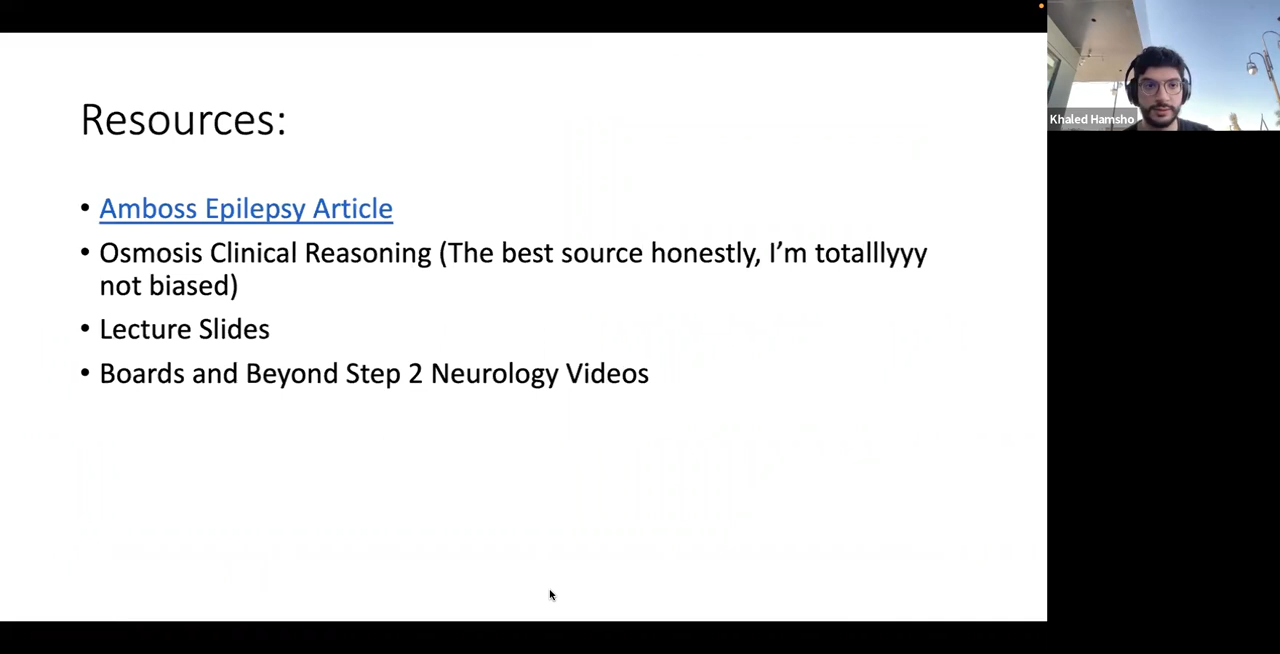 Resources:
• Amboss Epilepsy Article
• Osmosis Clinical Reasoning (The best source honestly, I’m totalllyyy
not biased)
• Lecture Slides
• Boards and Beyond Step 2 Neurology Videos
Khaled Hamsho